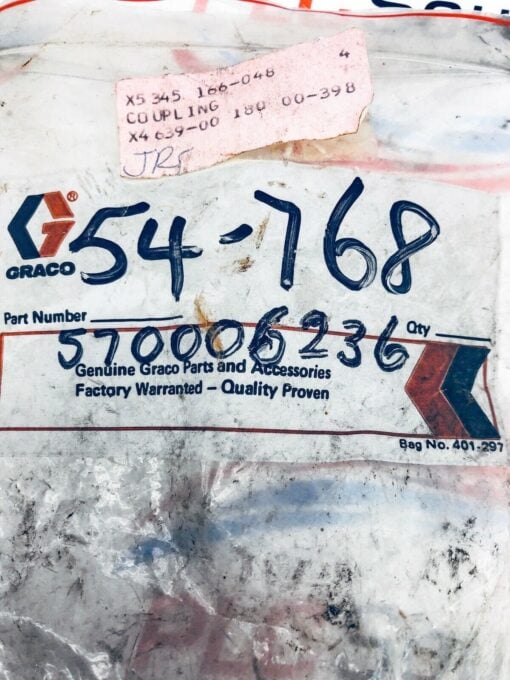 X5 345 166-048 4
COUPLING
X4 639-00 180 00-398
GRACO ®
54-768
Part Number
Qty
570006236
Genuine Graco Parts and Accessories
Factory Warranted – Quality Proven
Bag No. 401-297